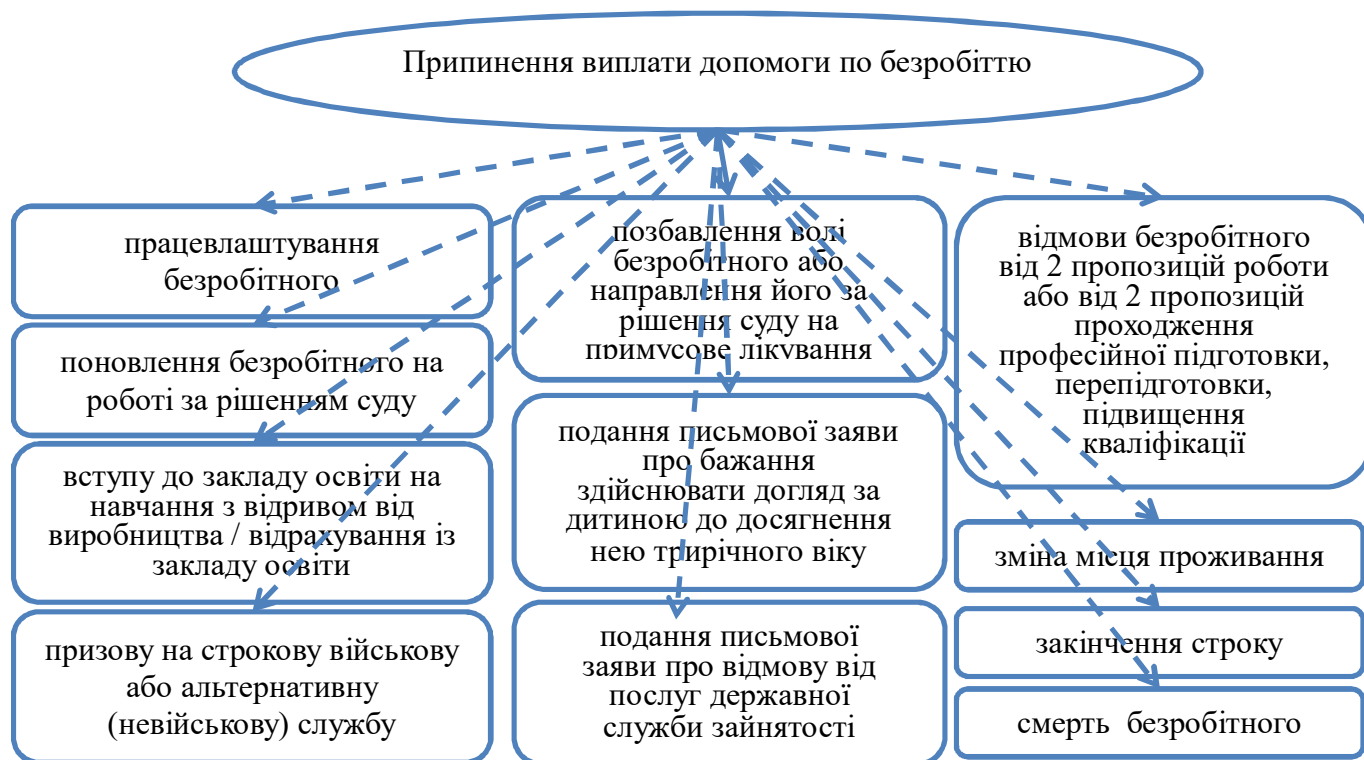 Припинення виплати допомоги по безробіттю
працевлаштування
безробітного
поновлення безробітного на
роботі за рішенням суду
вступу до закладу освіти на
навчання з відривом від
виробництва / відрахування із
закладу освіти
призову на строкову військову
або альтернативну
(невійськову) службу
позбавлення волі
безробітного або
направлення його за
рішення суду на
примусове лікування
подання письмової заяви
про бажання
здійснювати догляд за
дитиною до досягнення
нею трирічного віку
подання письмової
заяви про відмову від
послуг державної
служби зайнятості
відмови безробітного
від 2 пропозицій роботи
або від 2 пропозицій
проходження
професійної підготовки,
перепідготовки,
підвищення
кваліфікації
зміна місця проживання
закінчення строку
смерть безробітного